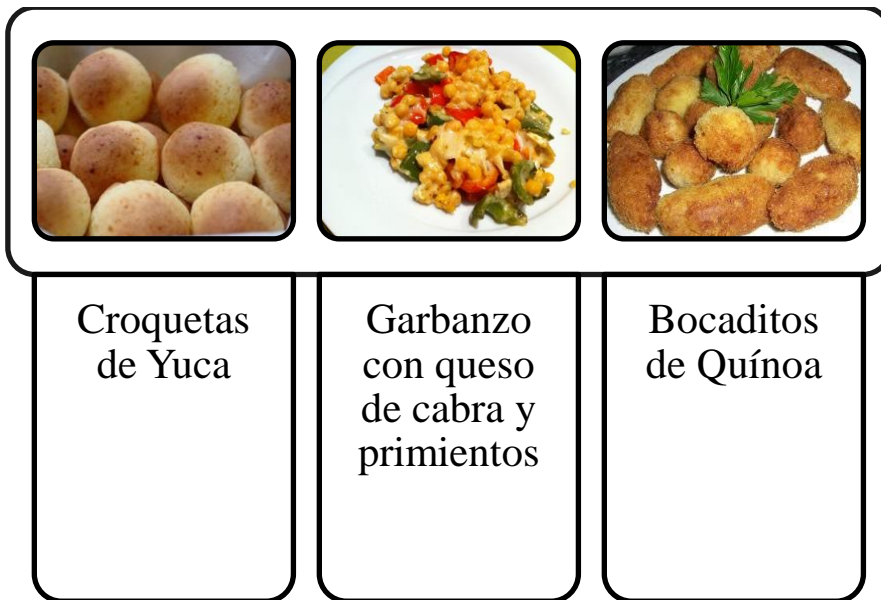 Croquetas
de Yuca
Garbanzo
con queso
de cabra y
primientos
Bocaditos
de Quínoa